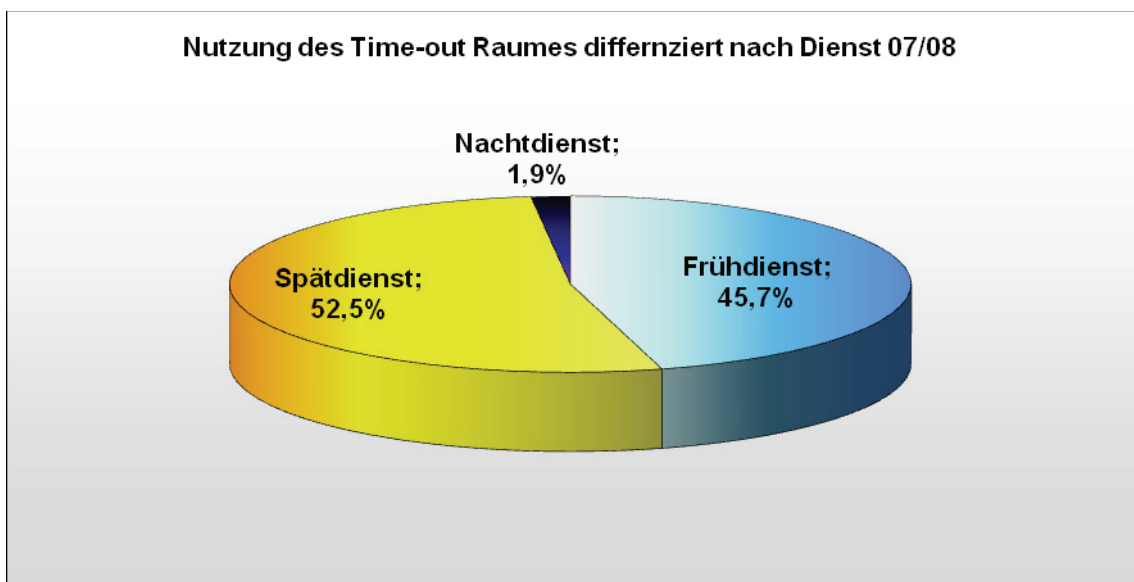 Nutzung des Time-out Raumes differnziert nach Dienst 07/08
Nachtdienst;
1,9%
Spätdienst;
52,5%
Frühdienst;
45,7%